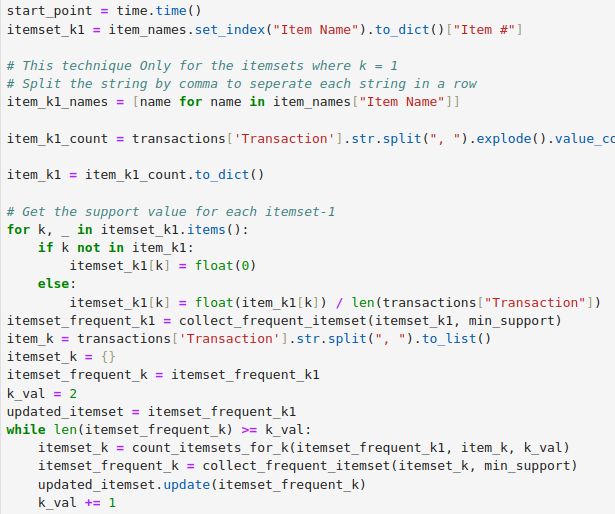 start_point = time.time()
itemset_k1 = item_names.set_index("Item Name").to_dict()["Item #"]
# This technique Only for the itemsets where k = 1
# Split the string by comma to seperate each string in a row
item_k1_names = [name for name in item_names["Item Name"]]
item_k1_count = transactions['Transaction'].str.split(", ").explode().value_co
item_k1 = item_k1_count.to_dict()
# Get the support value for each itemset-1
for k, _ in itemset_k1.items():
    if k not in item_k1:
        itemset_k1[k] = float(0)
    else:
        itemset_k1[k] = float(item_k1[k]) / len(transactions["Transaction"])
itemset_frequent_k1 = collect_frequent_itemset(itemset_k1, min_support)
item_k = transactions['Transaction'].str.split(", ").to_list()
itemset_k = {}
itemset_frequent_k = itemset_frequent_k1
k_val = 2
updated_itemset = itemset_frequent_k1
while len(itemset_frequent_k) >= k_val:
    itemset_k = count_itemsets_for_k(itemset_frequent_k1, item_k, k_val)
    itemset_frequent_k = collect_frequent_itemset(itemset_k, min_support)
    updated_itemset.update(itemset_frequent_k)
    k_val += 1